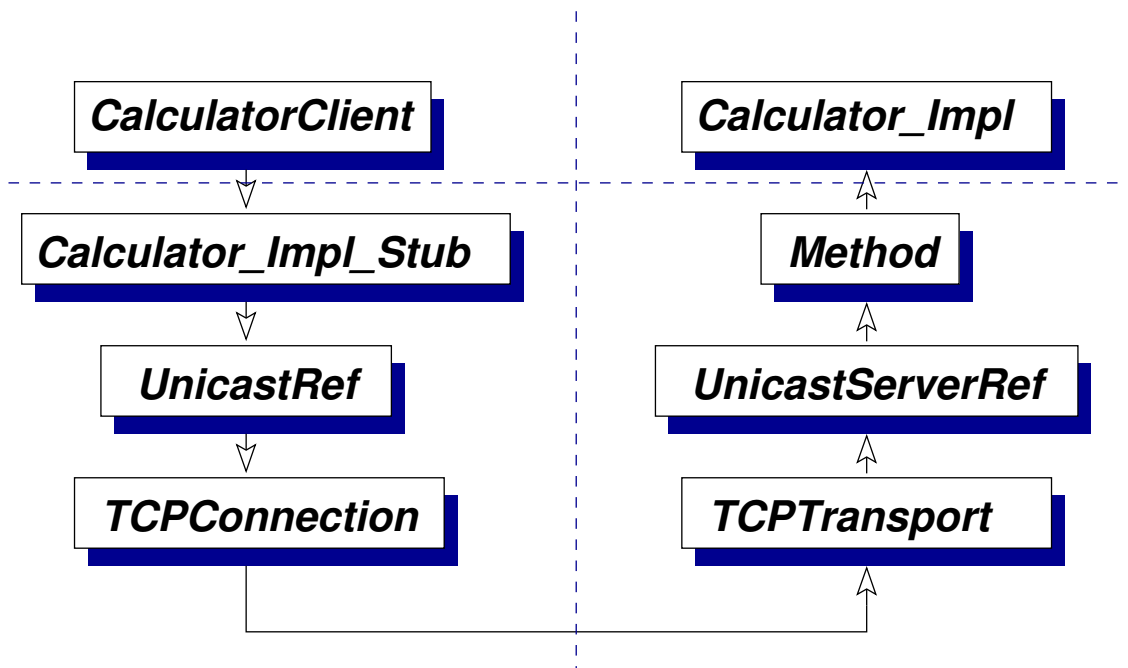 CalculatorClient
Calculator_Impl_Stub
UnicastRef
TCPConnection
Calculator_Impl
Method
UnicastServerRef
TCPTransport